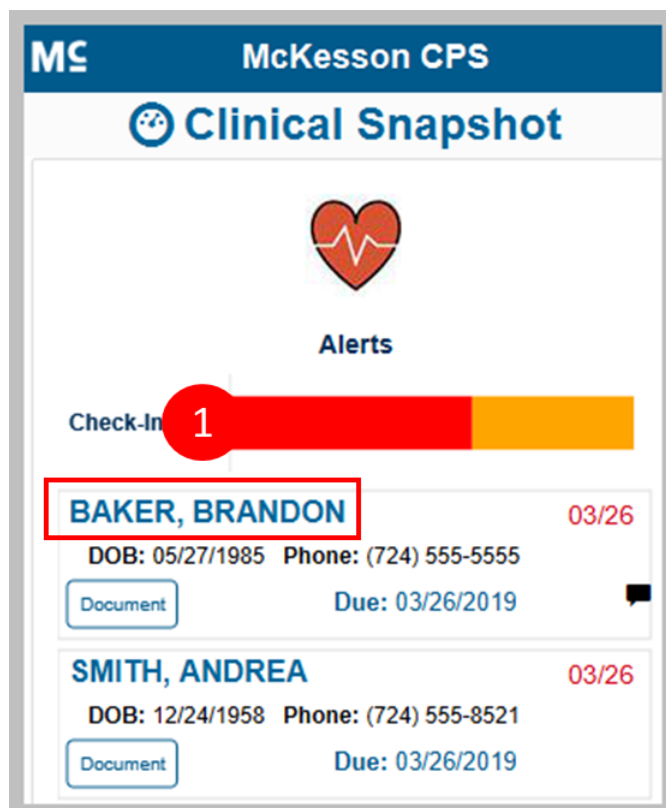 Mc McKesson CPS
Clinical Snapshot
Alerts
Check-In 1
BAKER, BRANDON 03/26
DOB: 05/27/1985 Phone: (724) 555-5555
Document Due: 03/26/2019
SMITH, ANDREA 03/26
DOB: 12/24/1958 Phone: (724) 555-8521
Document Due: 03/26/2019